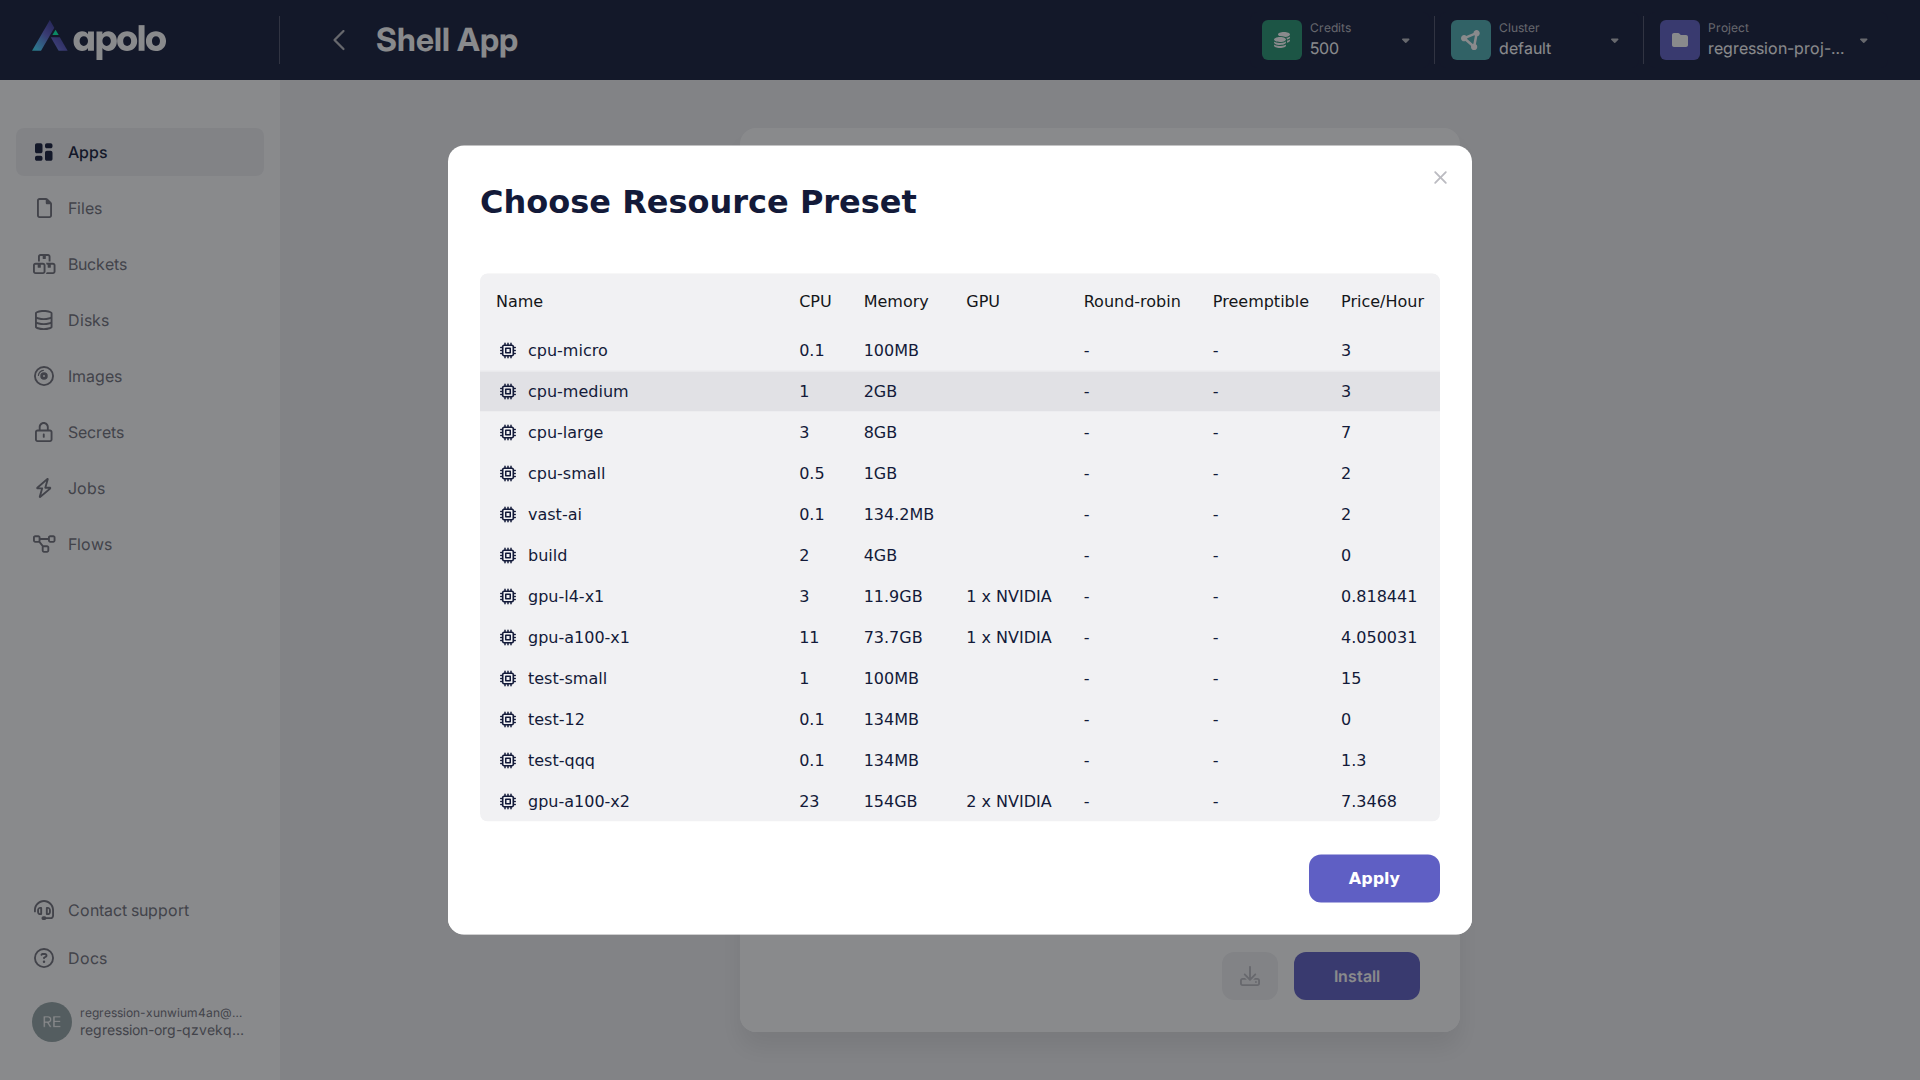 apolo
Shell App
Credits
500
Cluster
default
Project
regression-proj-...
Apps
Files
Buckets
Disks
Images
Secrets
Jobs
Flows
Contact support
Docs
RE
regression-xunwium4an@...
regression-org-qzvekq...
Choose Resource Preset
Name CPU Memory GPU Round-robin Preemptible Price/Hour
cpu-micro 0.1 100MB - - 3
cpu-medium 1 2GB - - 3
cpu-large 3 8GB - - 7
cpu-small 0.5 1GB - - 2
vast-ai 0.1 134.2MB - - 2
build 2 4GB - - 0
gpu-l4-x1 3 11.9GB 1 x NVIDIA - - 0.818441
gpu-a100-x1 11 73.7GB 1 x NVIDIA - - 4.050031
test-small 1 100MB - - 15
test-12 0.1 134MB - - 0
test-qqq 0.1 134MB - - 1.3
gpu-a100-x2 23 154GB 2 x NVIDIA - - 7.3468
Apply
Install